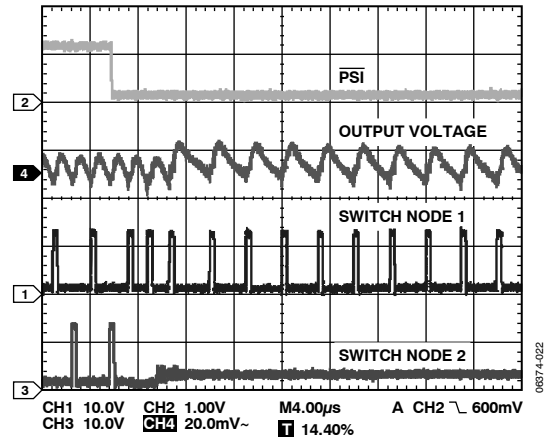 PSI
2
OUTPUT VOLTAGE
4
SWITCH NODE 1
1
SWITCH NODE 2
3
06374-022
CH1 10.0V CH2 1.00V M4.00µs A CH2 600mV
CH3 10.0V CH4 20.0mV~ T 14.40%